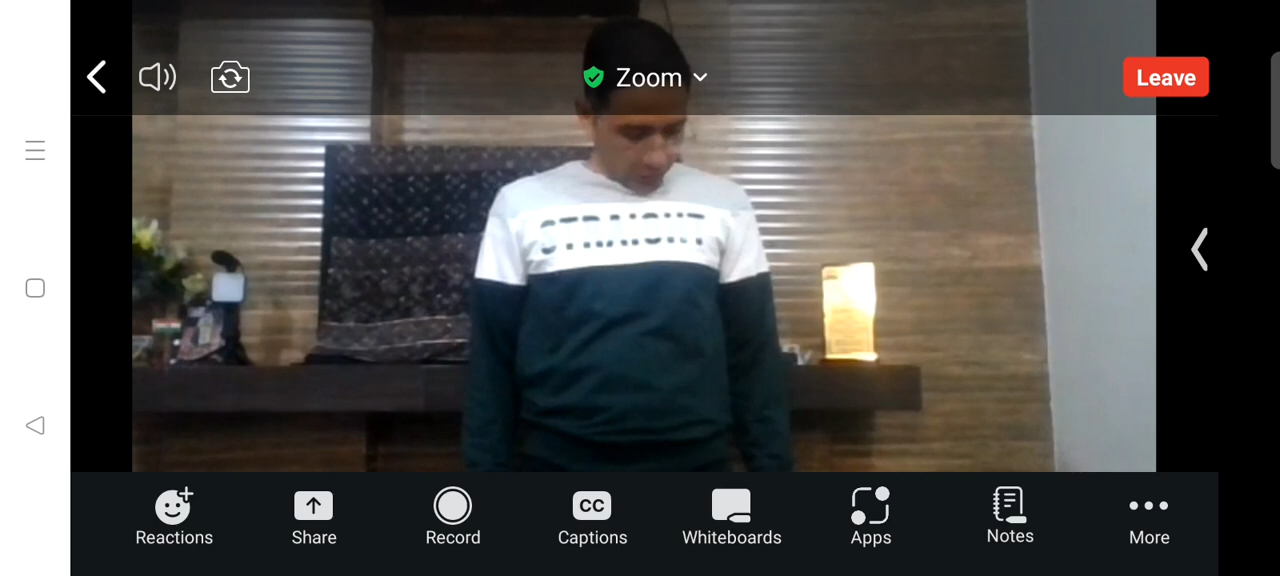 Zoom
Leave
STRAIGHT
CC
Reactions
Share
Record
Captions
Whiteboards
Apps
Notes
More